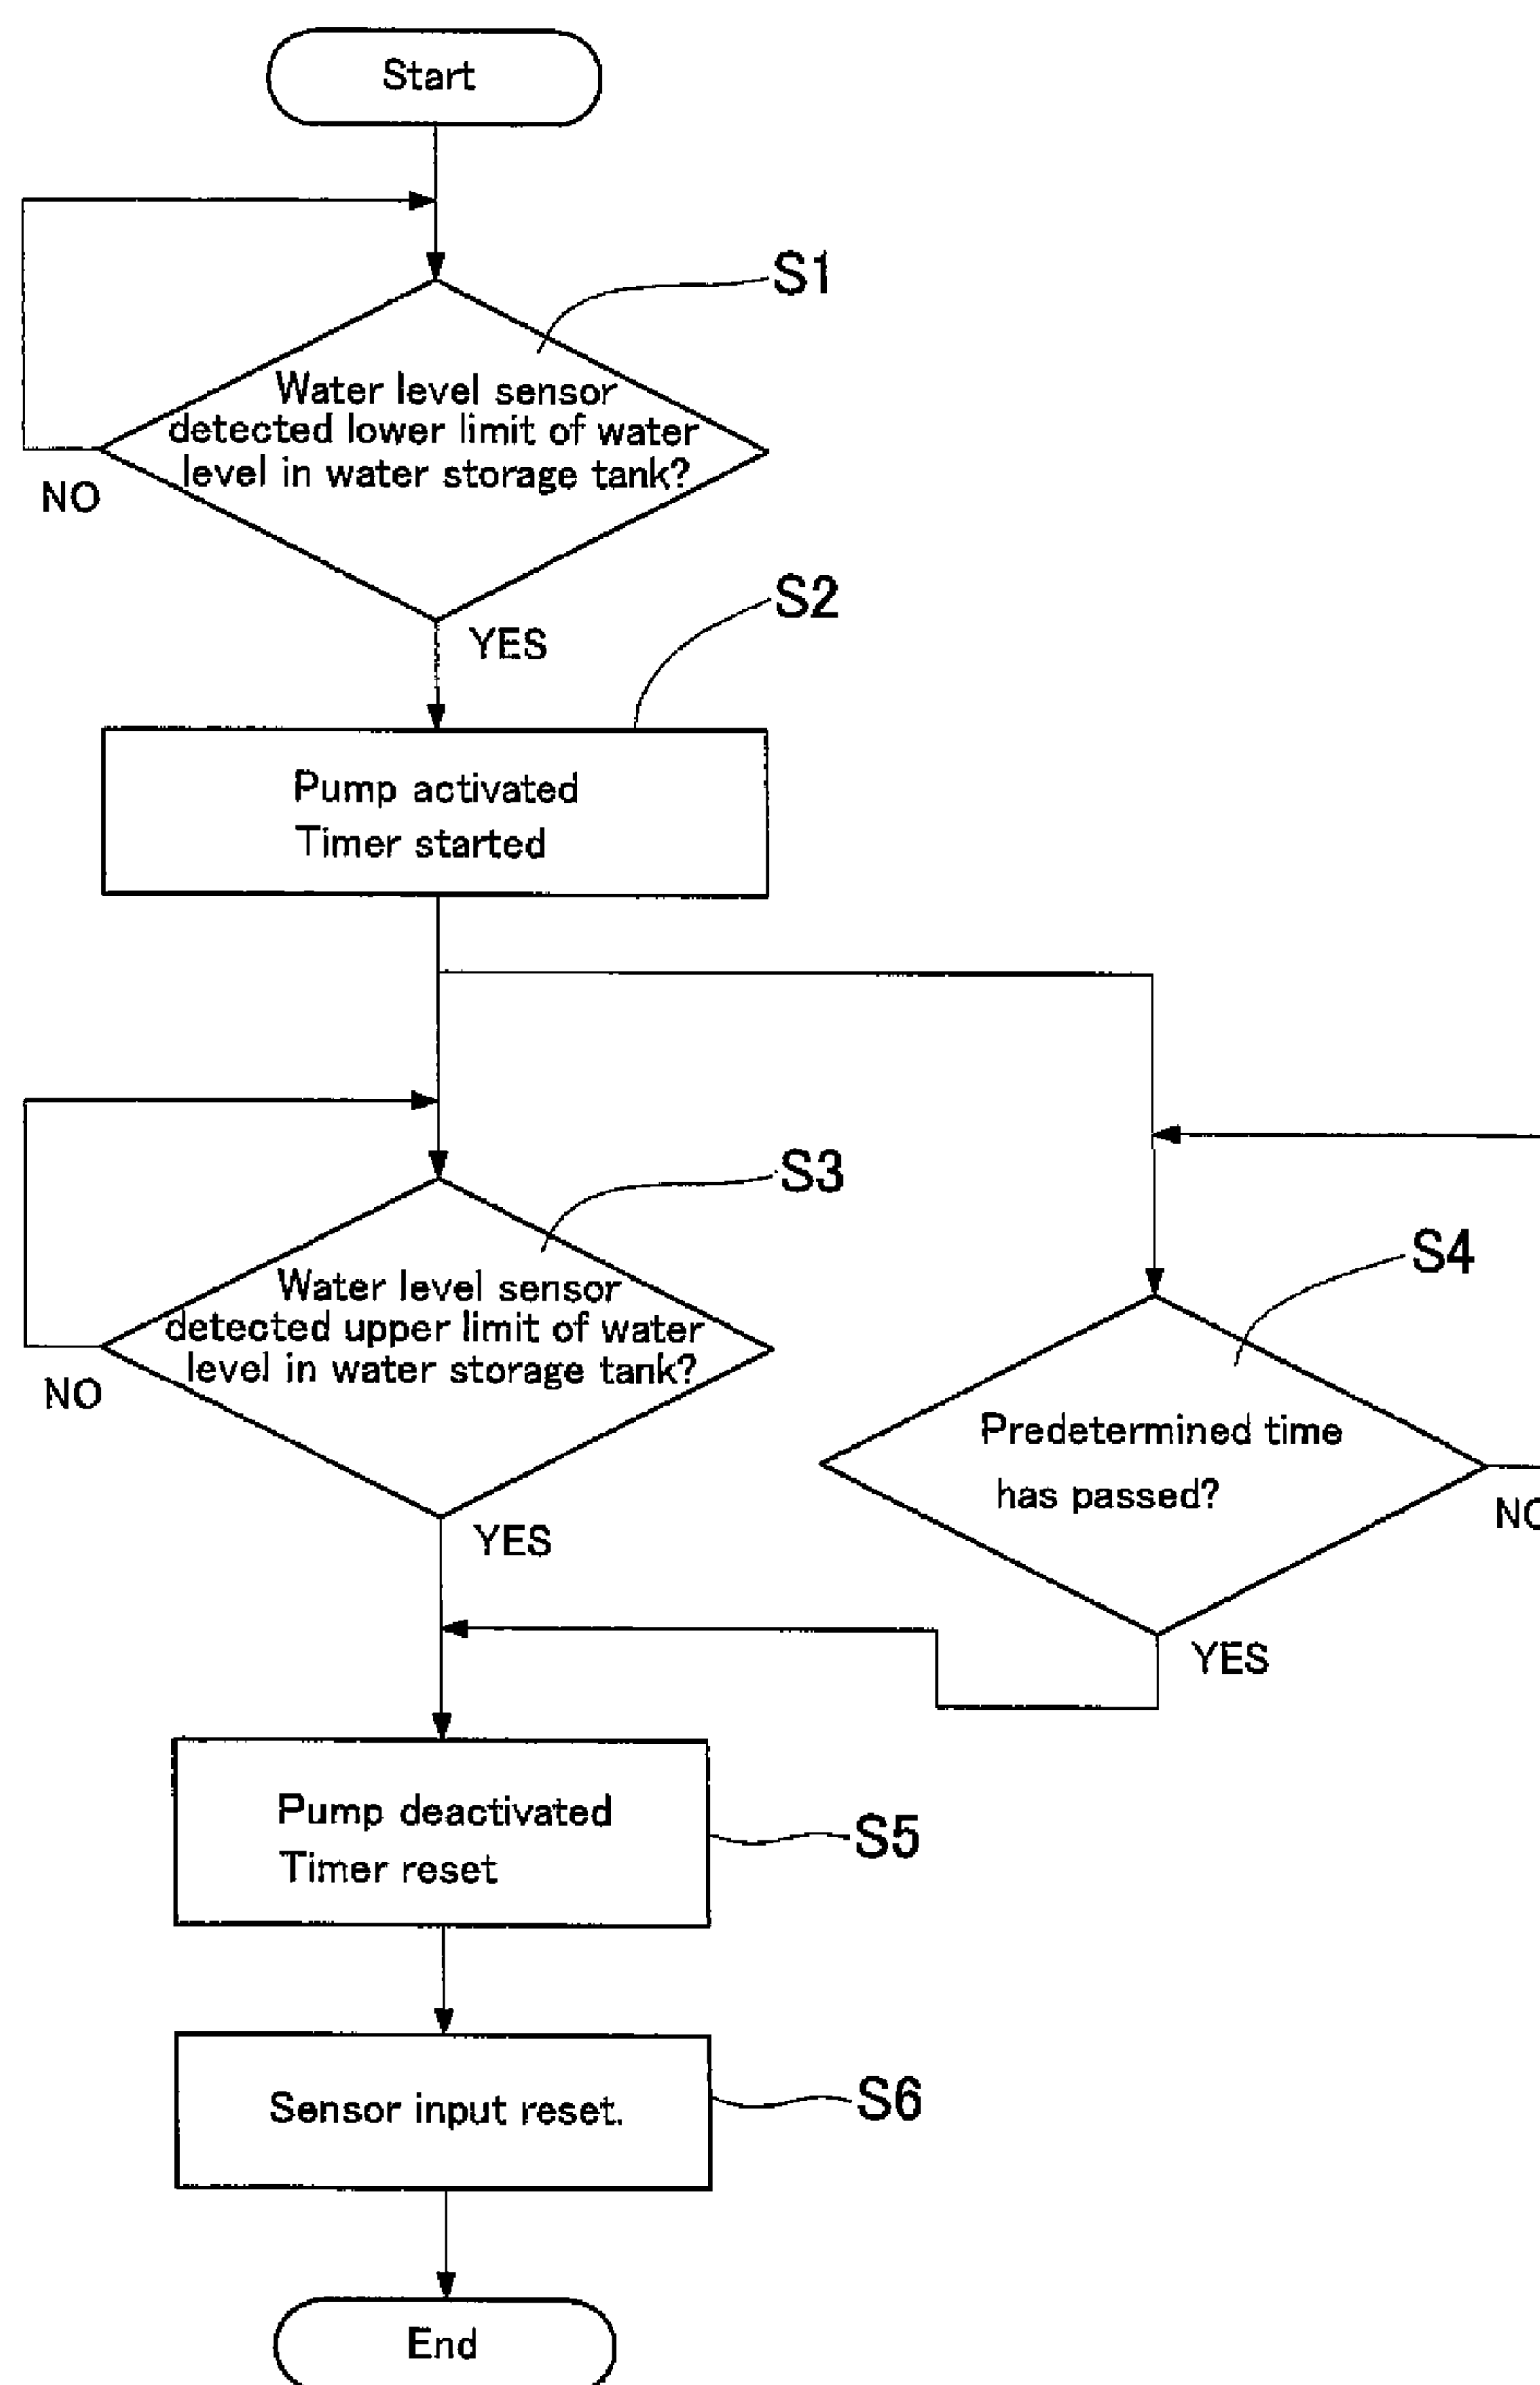 Start
S1
Water level sensor
detected lower limit of water
level in water storage tank?
NO
YES
S2
Pump activated
Timer started
S3
Water level sensor
detected upper limit of water
level in water storage tank?
NO
YES
S4
Predetermined time
has passed?
NO
YES
Pump deactivated
Timer reset
S5
Sensor input reset.
S6
End